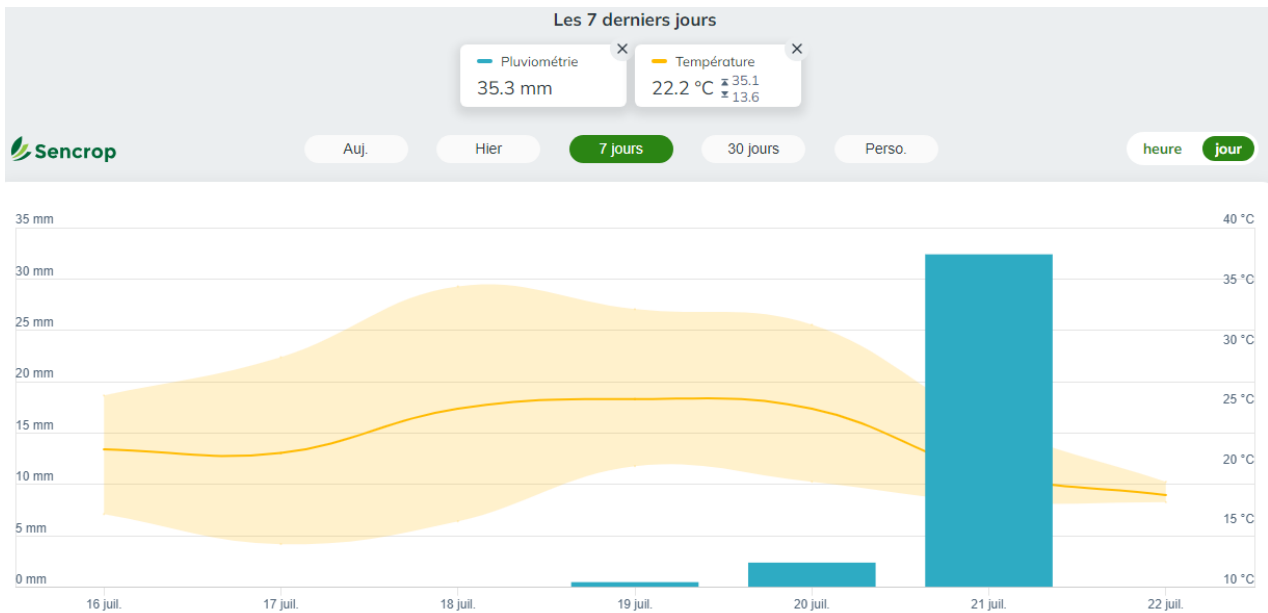 Les 7 derniers jours
Pluviométrie
35.3 mm
Température
22.2 °C 35.1
13.6
Sencrop
Auj. Hier 7 jours 30 jours Perso. heure jour
35 mm 40 °C
30 mm 35 °C
25 mm 30 °C
20 mm 25 °C
15 mm 20 °C
10 mm 15 °C
5 mm
0 mm 10 °C
16 juil. 17 juil. 18 juil. 19 juil. 20 juil. 21 juil. 22 juil.